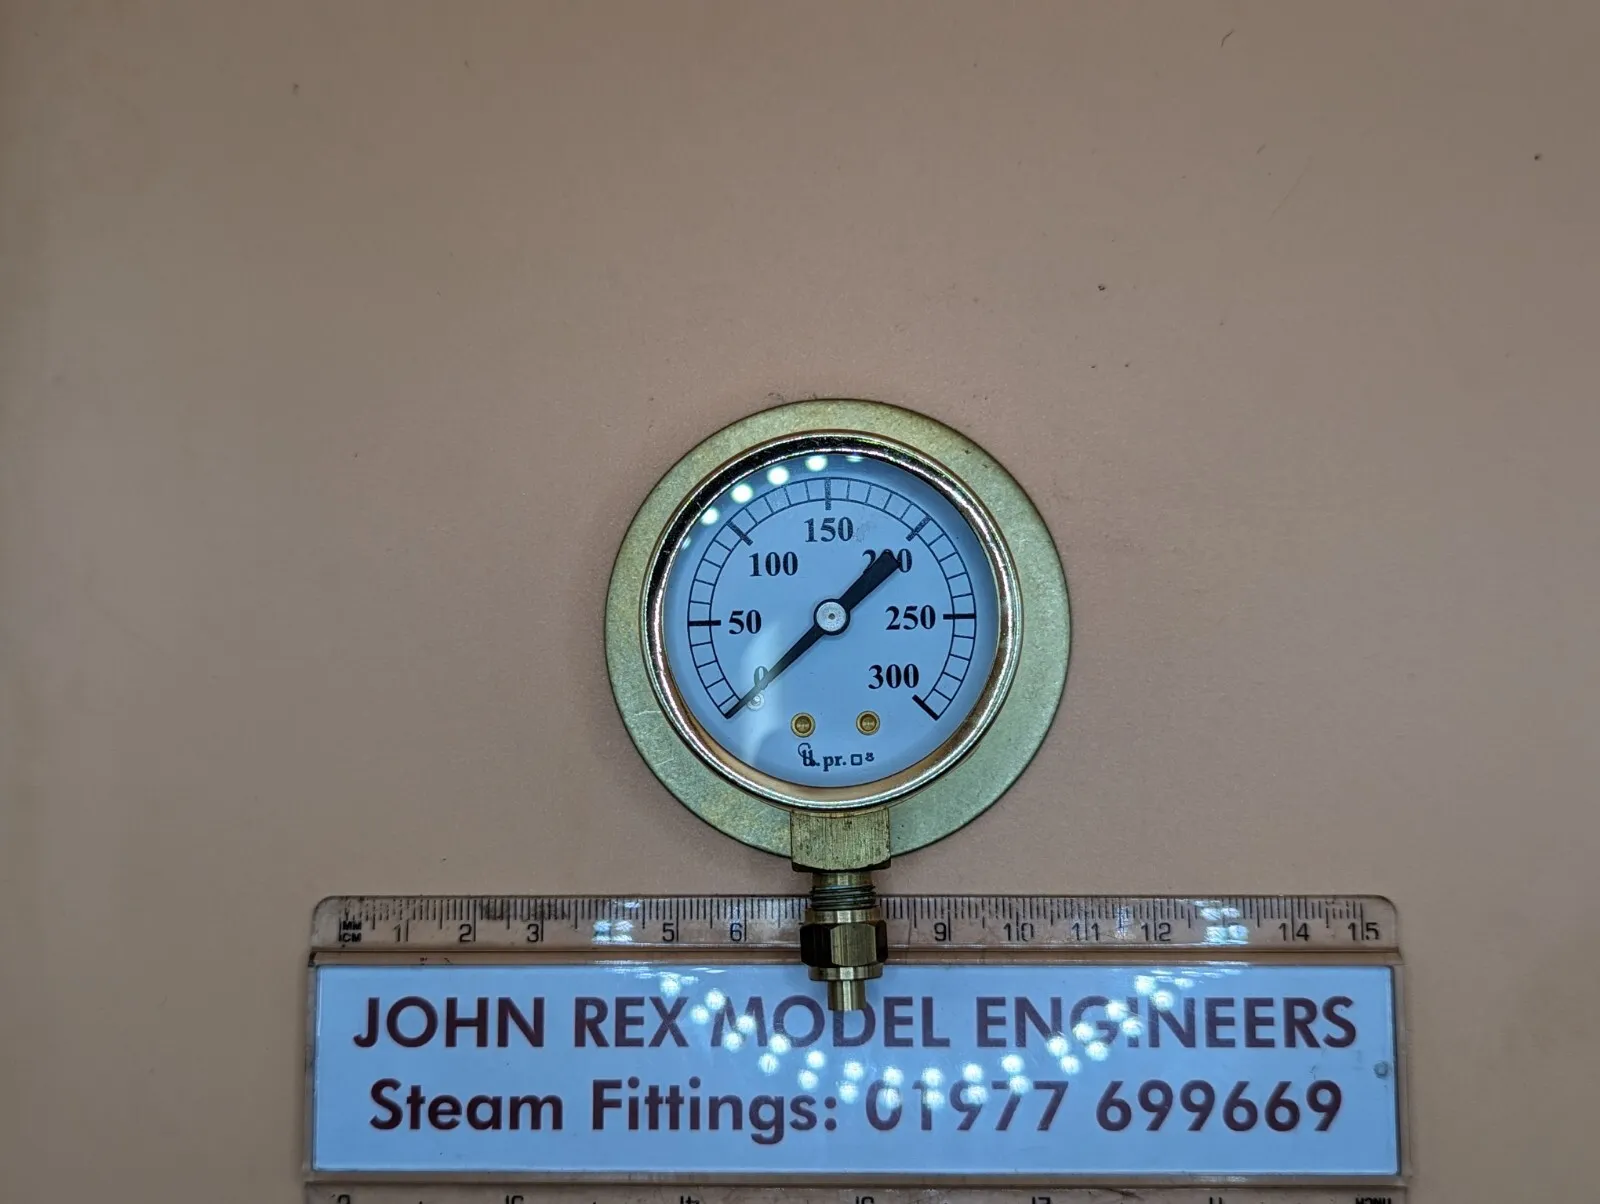 150
100
200
50
250
0
300
pr.
MM
CM 1 2 3 5 6 9 10 11 12 13 14 15
JOHN REX MODEL ENGINEERS
Steam Fittings: 01977 699669